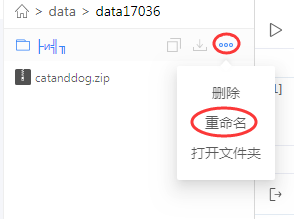 > data > data17036
├и╣╗
catanddog.zip
删除
重命名
打开文件夹
]